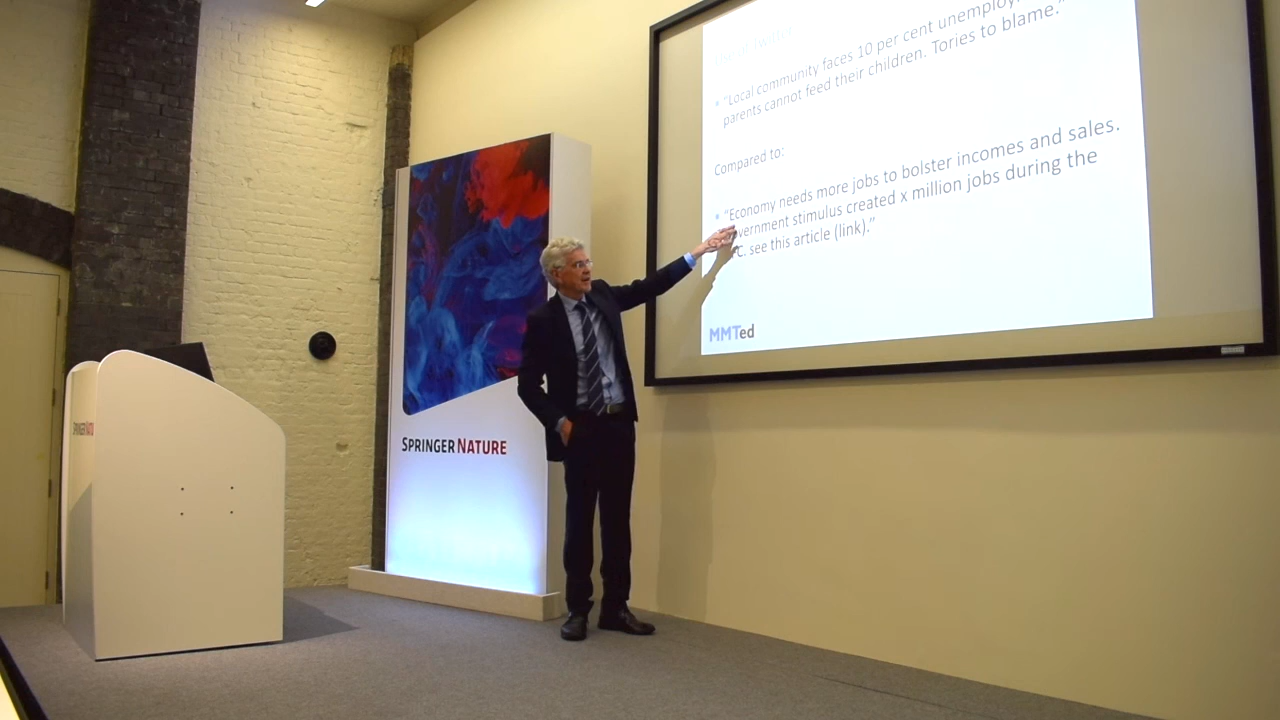 "Local community faces 10 per cent
parents cannot feed their children. Tories to blame."
Compared to:
"Economy needs more jobs to bolster incomes and sales.
stimulus created x million jobs during the
see this article (link)."
MMTed
SPRINGER NATURE
SPRINGER